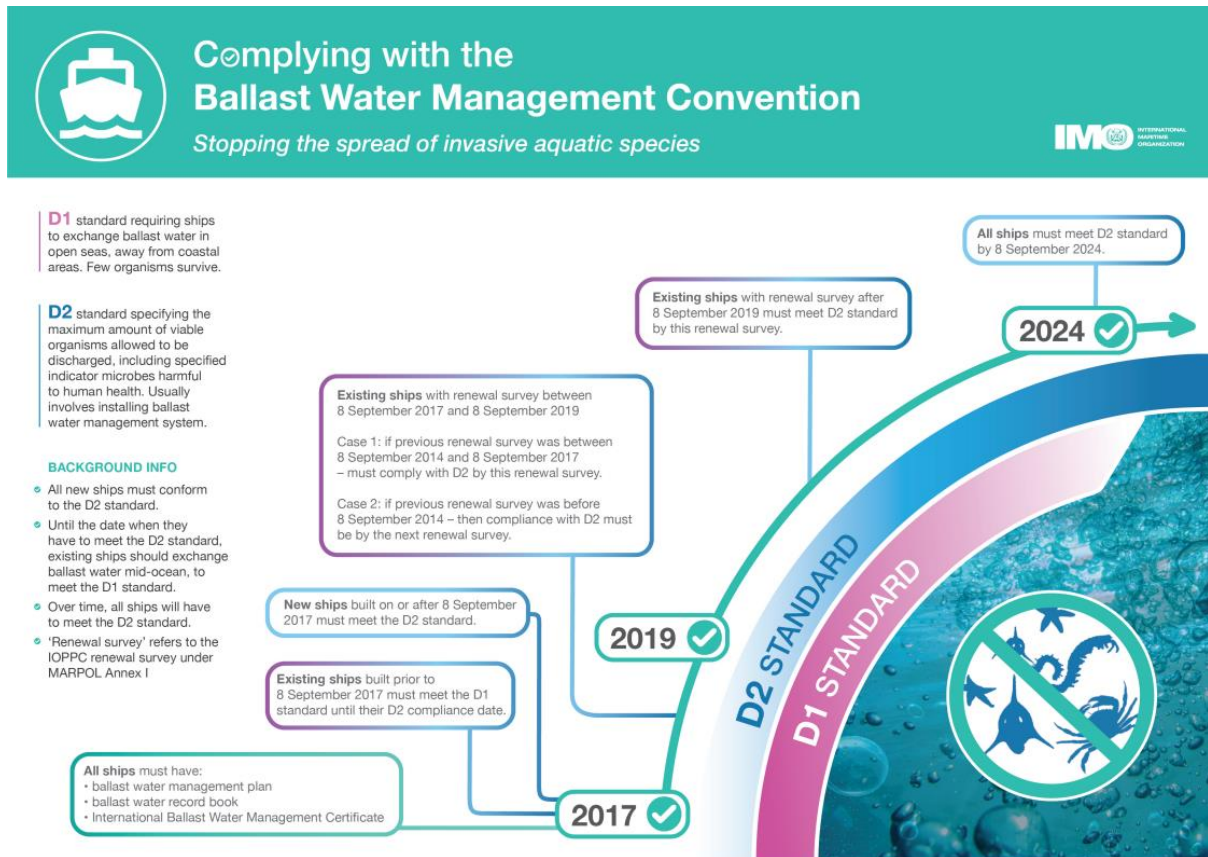 Complying with the
Ballast Water Management Convention
Stopping the spread of invasive aquatic species
IMO
INTERNATIONAL
MARITIME
ORGANIZATION
D1 standard requiring ships
to exchange ballast water in
open seas, away from coastal
areas. Few organisms survive.
D2 standard specifying the
maximum amount of viable
organisms allowed to be
discharged, including specified
indicator microbes harmful
to human health. Usually
involves installing ballast
water management system.
BACKGROUND INFO
All new ships must conform
to the D2 standard.
Until the date when they
have to meet the D2 standard,
existing ships should exchange
ballast water mid-ocean, to
meet the D1 standard.
Over time, all ships will have
to meet the D2 standard.
‘Renewal survey’ refers to the
IOPPC renewal survey under
MARPOL Annex I
All ships must meet D2 standard
by 8 September 2024.
2024
Existing ships with renewal survey after
8 September 2019 must meet D2 standard
by this renewal survey.
Existing ships with renewal survey between
8 September 2017 and 8 September 2019
Case 1: if previous renewal survey was between
8 September 2014 and 8 September 2017
– must comply with D2 by this renewal survey.
Case 2: if previous renewal survey was before
8 September 2014 – then compliance with D2 must
be by the next renewal survey.
2019
New ships built on or after 8 September
2017 must meet the D2 standard.
Existing ships built prior to
8 September 2017 must meet the D1
standard until their D2 compliance date.
All ships must have:
• ballast water management plan
• ballast water record book
• International Ballast Water Management Certificate
2017
D2 STANDARD
D1 STANDARD